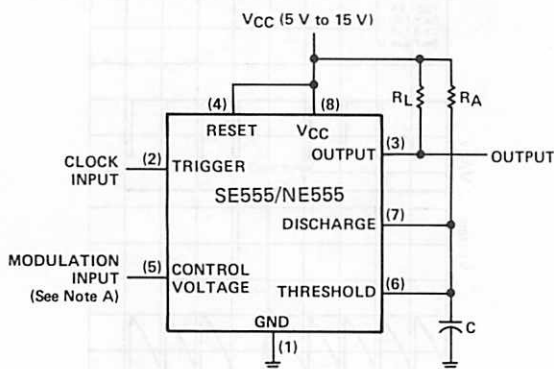 VCC (5 V to 15 V)
(4)
(8)
RL
RA
RESET
VCC
(3)
OUTPUT
OUTPUT
CLOCK
INPUT
(2)
TRIGGER
SE555/NE555
(7)
DISCHARGE
MODULATION
INPUT
(See Note A)
(5)
CONTROL
VOLTAGE
(6)
THRESHOLD
C
GND
(1)